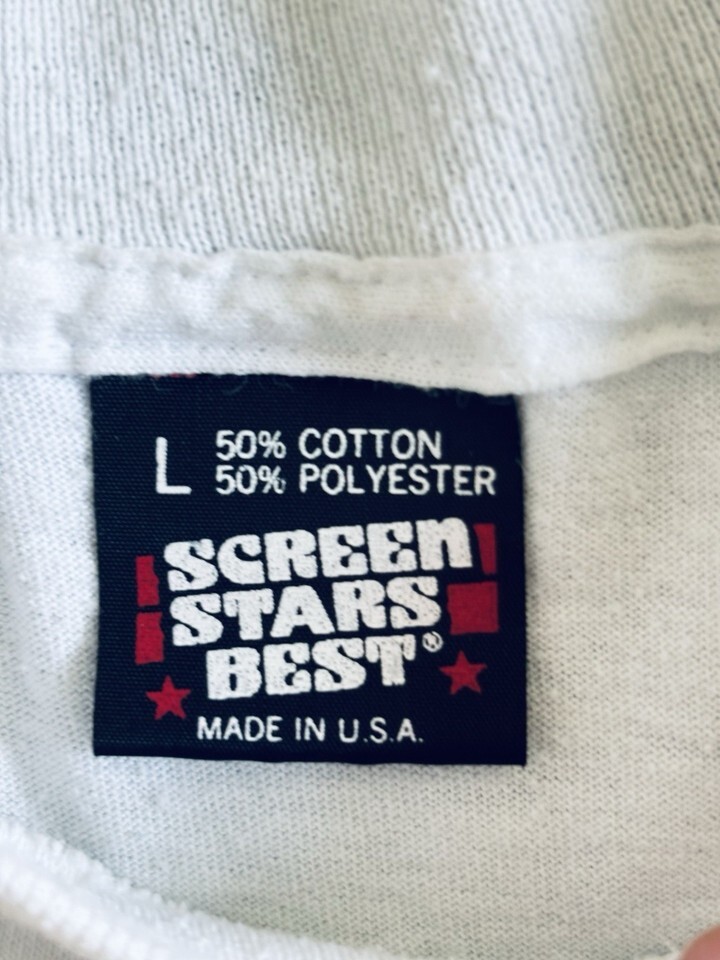 L 50% COTTON
50% POLYESTER
SCREEN
STARS
BEST®
MADE IN U.S.A.